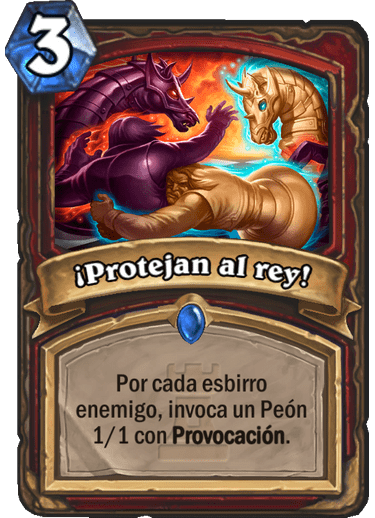 3
¡Protejan al rey!
Por cada esbirro
enemigo, invoca un Peón
1/1 con Provocación.